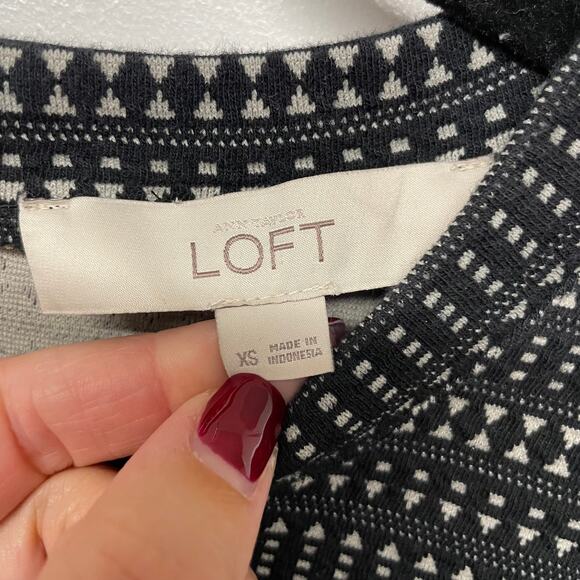 ANN TAYLOR
LOFT
XS
MADE IN
INDONESIA